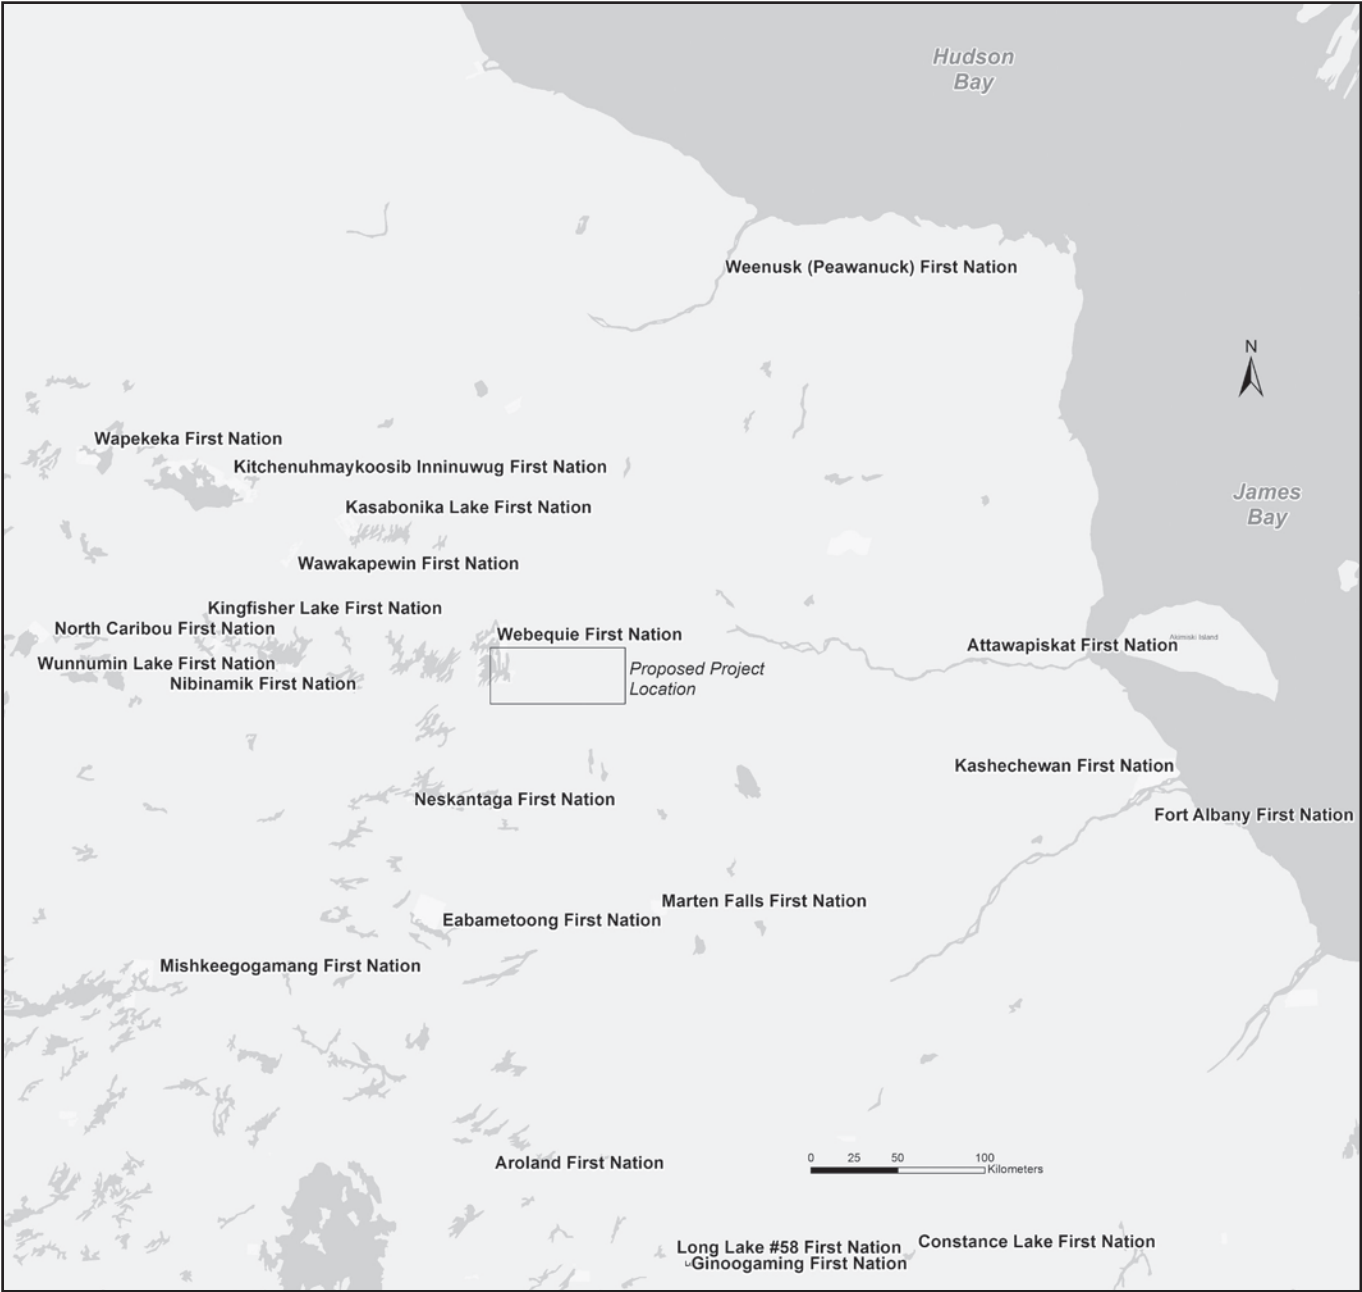 Hudson
Bay
Weenusk (Peawanuck) First Nation
N
Wapekeka First Nation
Kitchenuhmaykoosib Inninuwug First Nation
James
Bay
Kasabonika Lake First Nation
Wawakapewin First Nation
Kingfisher Lake First Nation
North Caribou First Nation
Webequie First Nation
Akimiski Island
Attawapiskat First Nation
Wunnumin Lake First Nation
Proposed Project
Location
Nibinamik First Nation
Kashechewan First Nation
Neskantaga First Nation
Fort Albany First Nation
Marten Falls First Nation
Eabametoong First Nation
Mishkeegogamang First Nation
0 25 50 100
Kilometers
Aroland First Nation
Constance Lake First Nation
Long Lake #58 First Nation
Ginoogaming First Nation